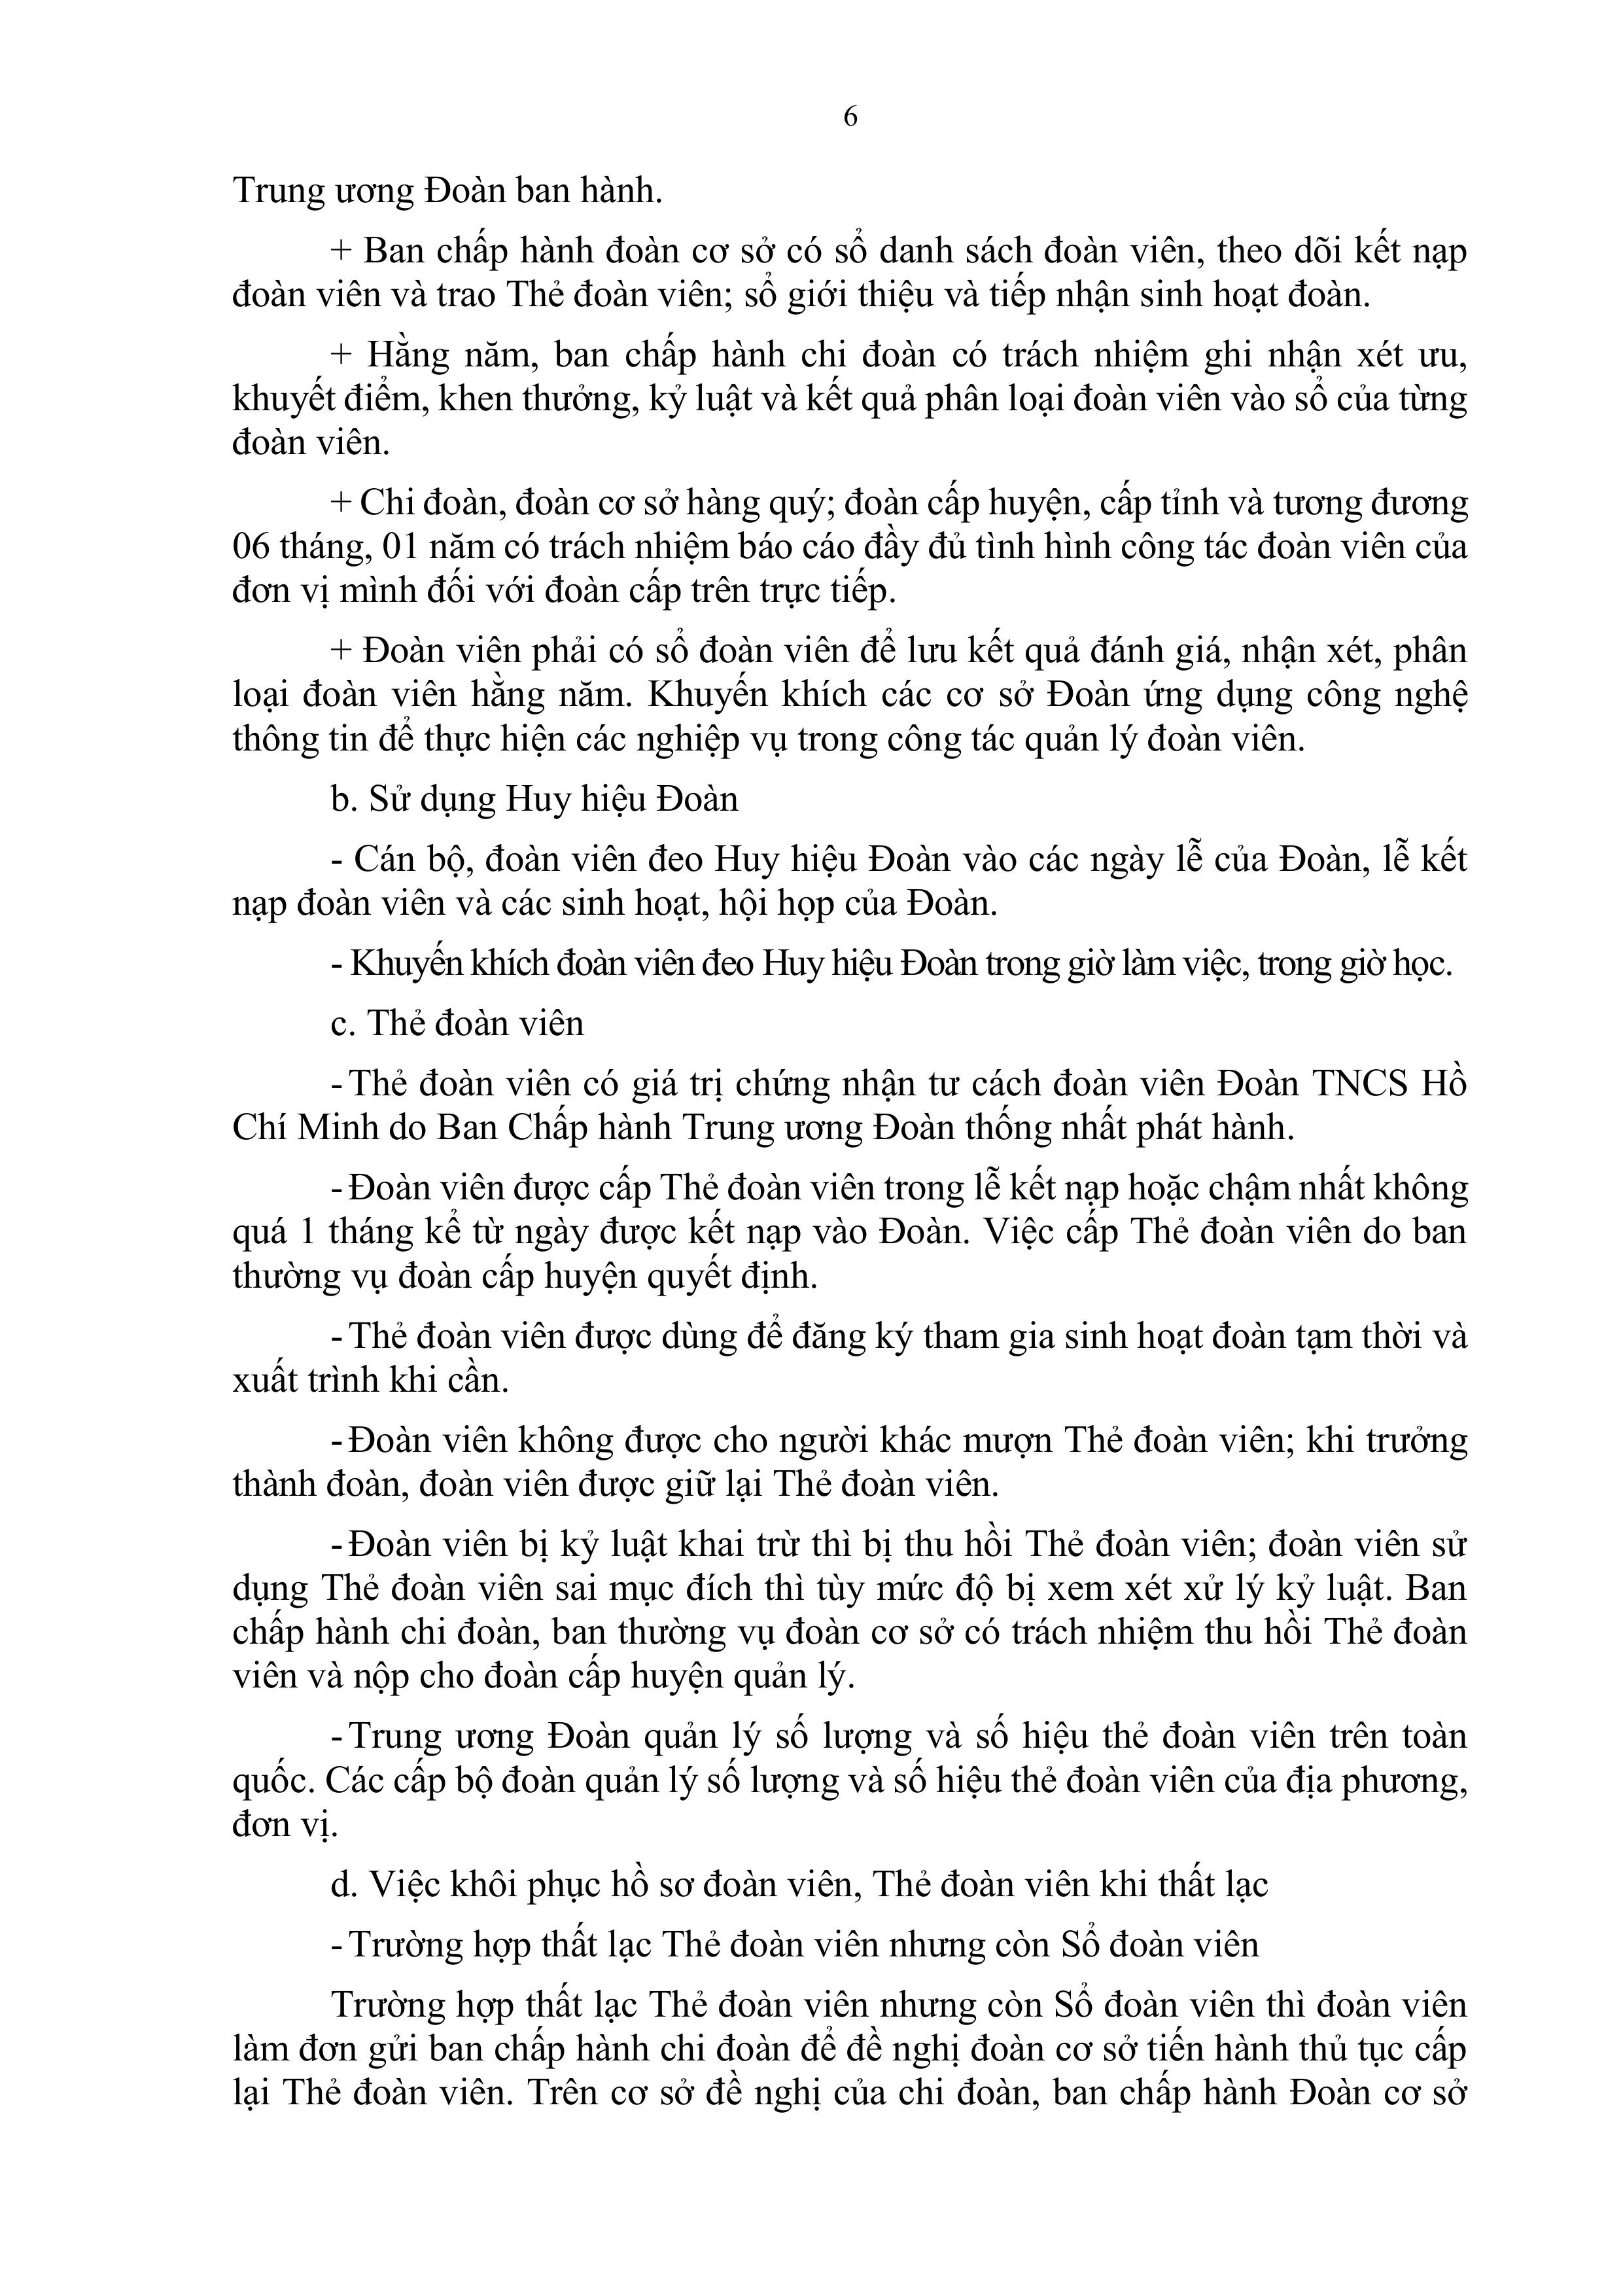 6
Trung ương Đoàn ban hành.
+ Ban chấp hành đoàn cơ sở có sổ danh sách đoàn viên, theo dõi kết nạp
đoàn viên và trao Thẻ đoàn viên; sổ giới thiệu và tiếp nhận sinh hoạt đoàn.
+ Hằng năm, ban chấp hành chi đoàn có trách nhiệm ghi nhận xét ưu,
khuyết điểm, khen thưởng, kỷ luật và kết quả phân loại đoàn viên vào sổ của từng
đoàn viên.
+ Chi đoàn, đoàn cơ sở hàng quý; đoàn cấp huyện, cấp tỉnh và tương đương
06 tháng, 01 năm có trách nhiệm báo cáo đầy đủ tình hình công tác đoàn viên của
đơn vị mình đối với đoàn cấp trên trực tiếp.
+ Đoàn viên phải có sổ đoàn viên để lưu kết quả đánh giá, nhận xét, phân
loại đoàn viên hằng năm. Khuyến khích các cơ sở Đoàn ứng dụng công nghệ
thông tin để thực hiện các nghiệp vụ trong công tác quản lý đoàn viên.
b. Sử dụng Huy hiệu Đoàn
- Cán bộ, đoàn viên đeo Huy hiệu Đoàn vào các ngày lễ của Đoàn, lễ kết
nạp đoàn viên và các sinh hoạt, hội họp của Đoàn.
- Khuyến khích đoàn viên đeo Huy hiệu Đoàn trong giờ làm việc, trong giờ học.
c. Thẻ đoàn viên
- Thẻ đoàn viên có giá trị chứng nhận tư cách đoàn viên Đoàn TNCS Hồ
Chí Minh do Ban Chấp hành Trung ương Đoàn thống nhất phát hành.
- Đoàn viên được cấp Thẻ đoàn viên trong lễ kết nạp hoặc chậm nhất không
quá 1 tháng kể từ ngày được kết nạp vào Đoàn. Việc cấp Thẻ đoàn viên do ban
thường vụ đoàn cấp huyện quyết định.
- Thẻ đoàn viên được dùng để đăng ký tham gia sinh hoạt đoàn tạm thời và
xuất trình khi cần.
- Đoàn viên không được cho người khác mượn Thẻ đoàn viên; khi trưởng
thành đoàn, đoàn viên được giữ lại Thẻ đoàn viên.
- Đoàn viên bị kỷ luật khai trừ thì bị thu hồi Thẻ đoàn viên; đoàn viên sử
dụng Thẻ đoàn viên sai mục đích thì tùy mức độ bị xem xét xử lý kỷ luật. Ban
chấp hành chi đoàn, ban thường vụ đoàn cơ sở có trách nhiệm thu hồi Thẻ đoàn
viên và nộp cho đoàn cấp huyện quản lý.
- Trung ương Đoàn quản lý số lượng và số hiệu thẻ đoàn viên trên toàn
quốc. Các cấp bộ đoàn quản lý số lượng và số hiệu thẻ đoàn viên của địa phương,
đơn vị.
d. Việc khôi phục hồ sơ đoàn viên, Thẻ đoàn viên khi thất lạc
- Trường hợp thất lạc Thẻ đoàn viên nhưng còn Sổ đoàn viên
Trường hợp thất lạc Thẻ đoàn viên nhưng còn Sổ đoàn viên thì đoàn viên
làm đơn gửi ban chấp hành chi đoàn để đề nghị đoàn cơ sở tiến hành thủ tục cấp
lại Thẻ đoàn viên. Trên cơ sở đề nghị của chi đoàn, ban chấp hành Đoàn cơ sở